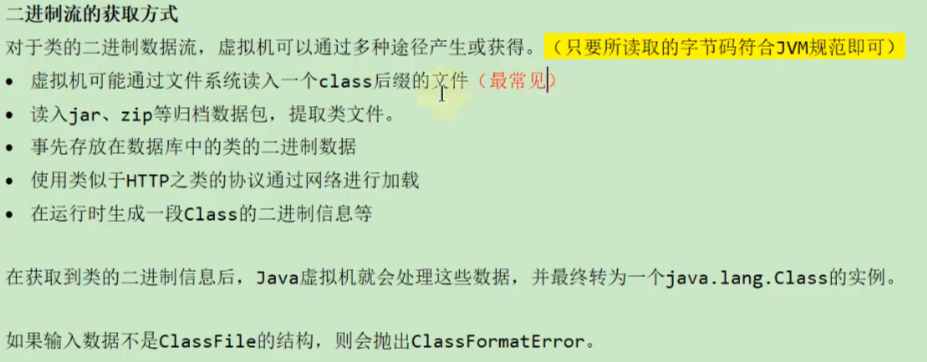 二进制流的获取方式
对于类的二进制数据流，虚拟机可以通过多种途径产生或获得。（只要所读取的字节码符合JVM规范即可）
• 虚拟机可能通过文件系统读入一个class后缀的文件（最常见）
• 读入jar、zip等归档数据包，提取类文件。
• 事先存放在数据库中的类的二进制数据
• 使用类似于HTTP之类的协议通过网络进行加载
• 在运行时生成一段Class的二进制信息等
在获取到类的二进制信息后，Java虚拟机就会处理这些数据，并最终转为一个java.lang.Class的实例。
如果输入数据不是ClassFile的结构，则会抛出ClassFormatError。